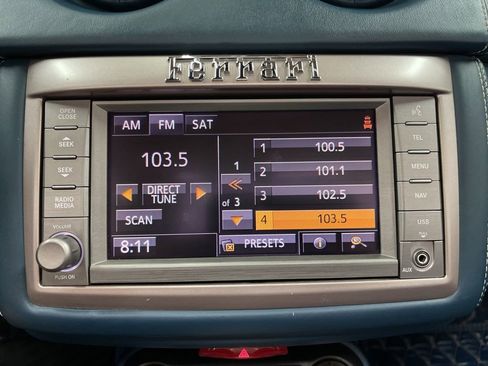 Ferrari
OPEN
CLOSE
SEEK
SEEK
RADIO
MEDIA
VOLUME
PUSH ON
AM FM SAT
103.5
DIRECT
TUNE
SCAN
8:11
1
of 3
1 100.5
2 101.1
3 102.5
4 103.5
PRESETS
i
TEL
MENU
NAV
USB
AUX